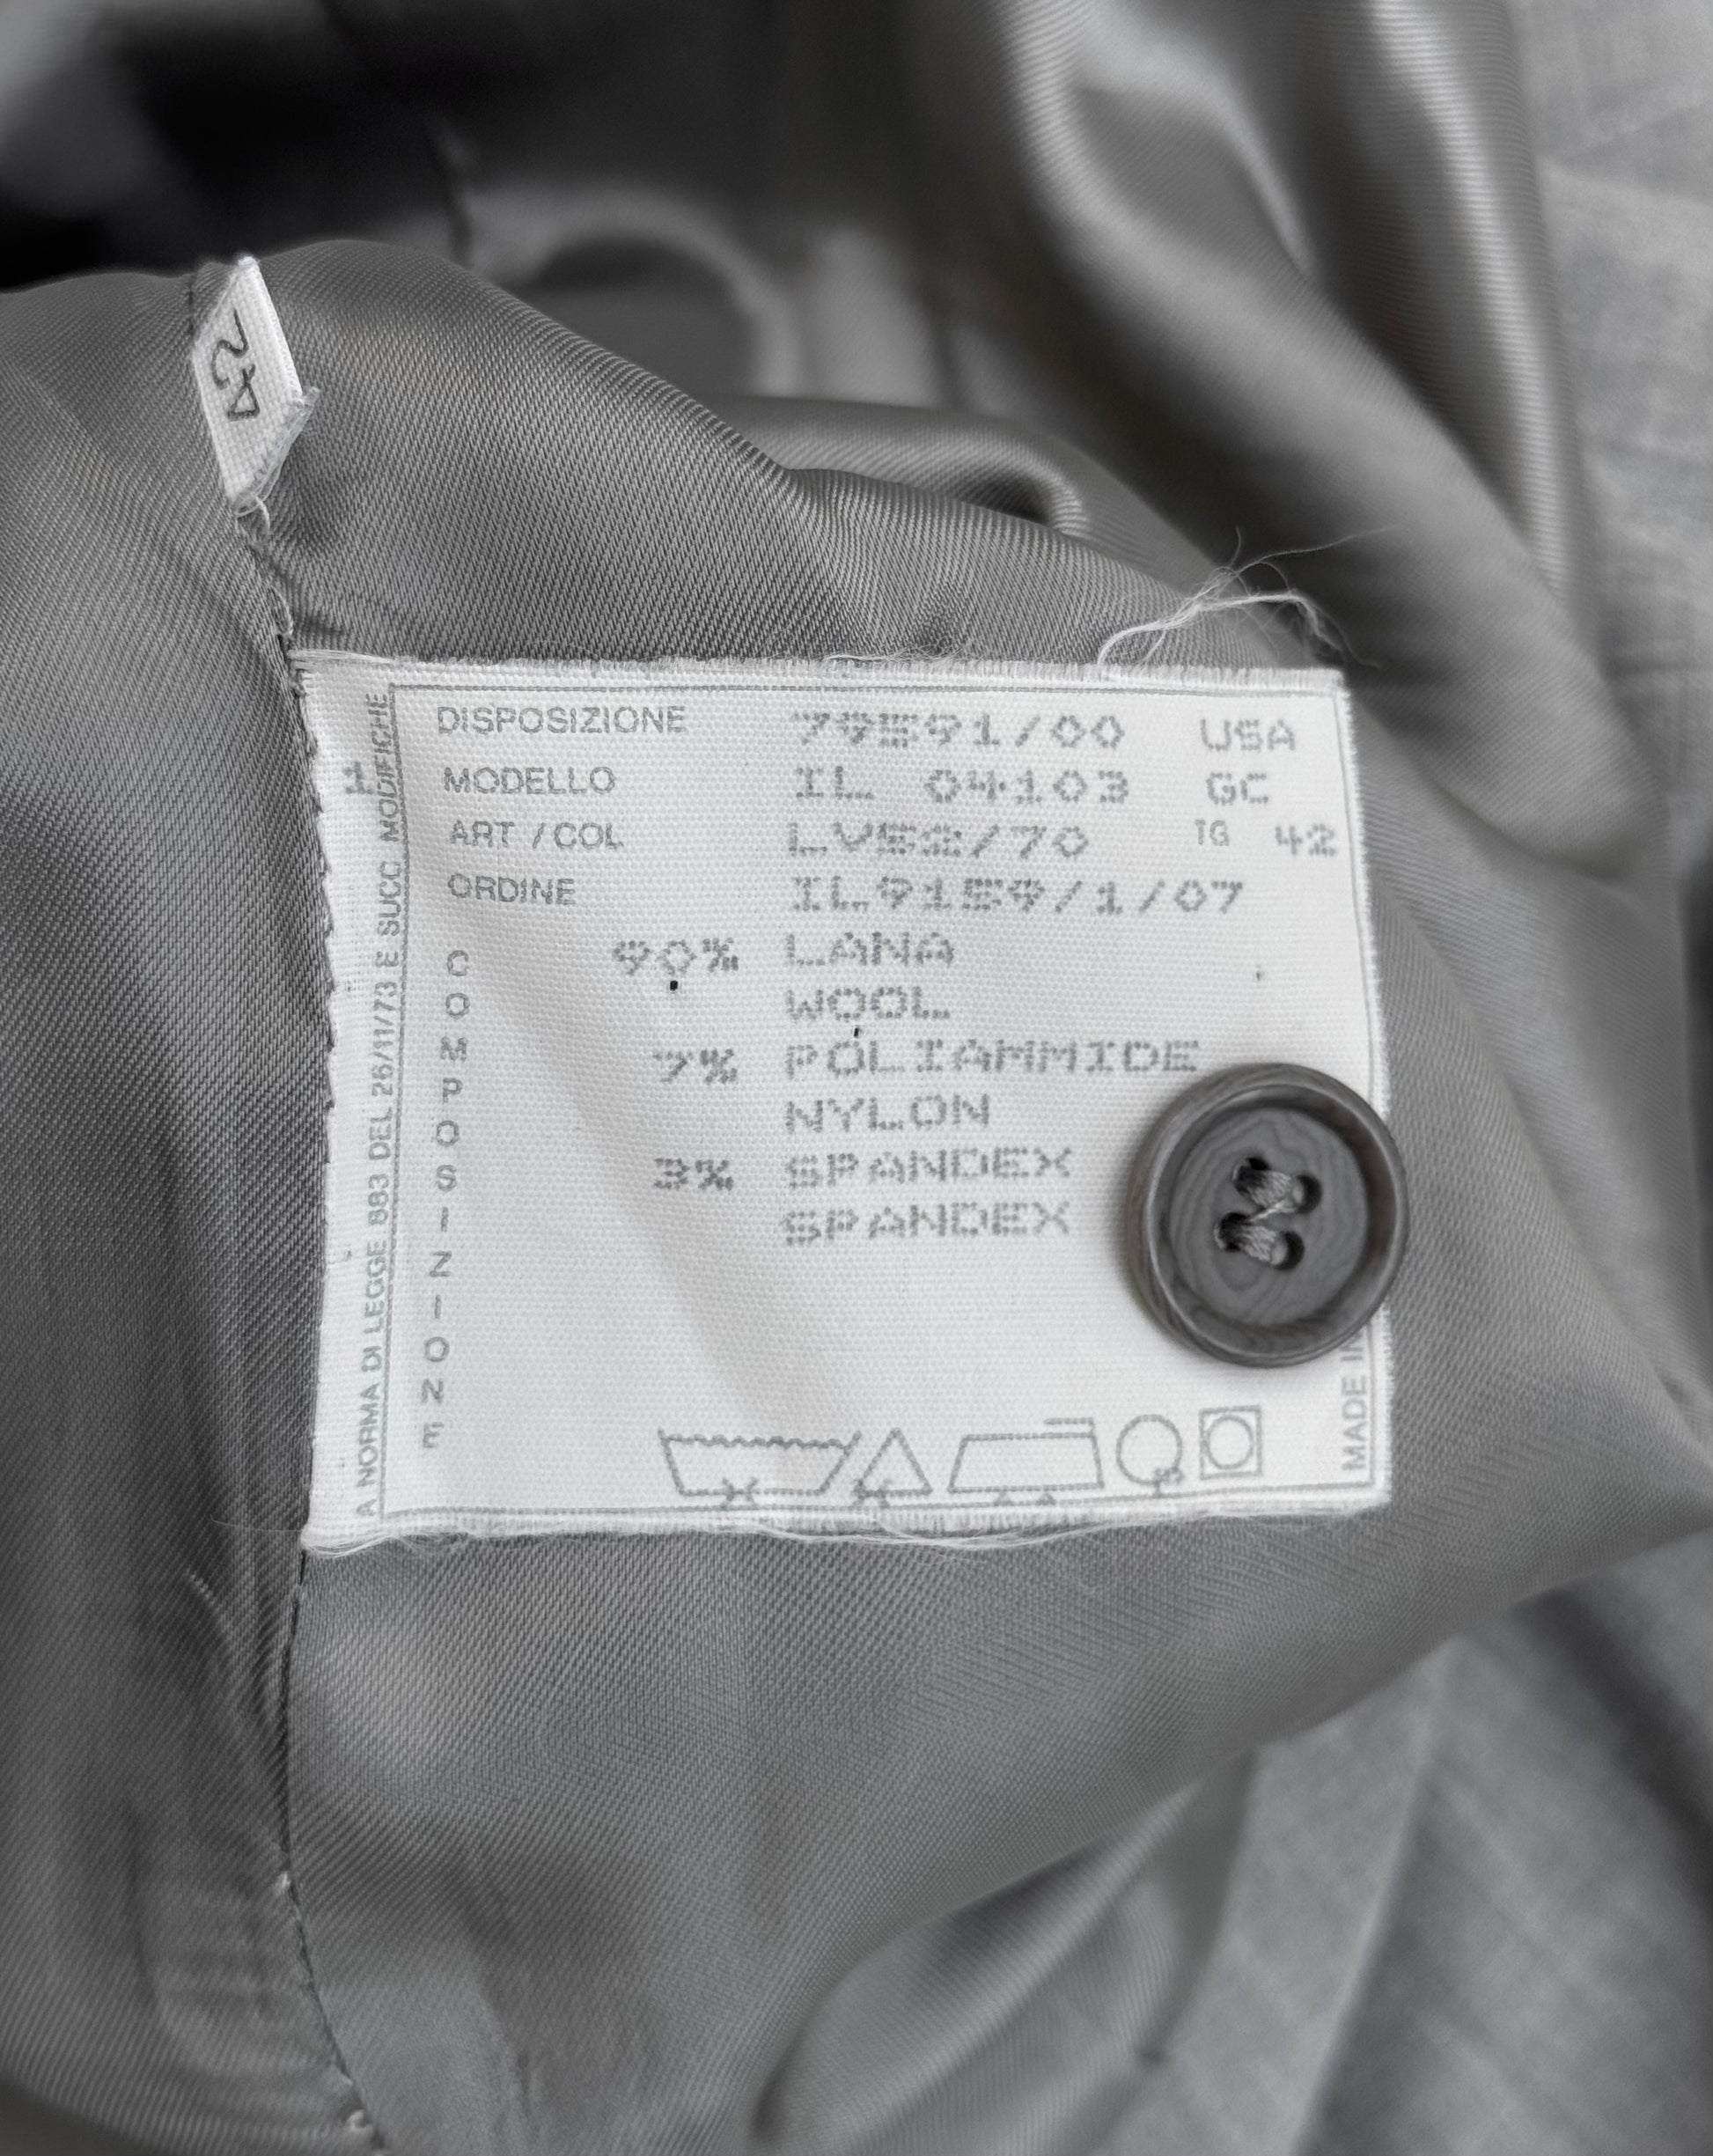 42
DISPOSIZIONE 79591/00 USA
MODELLO IL 04103 GC
ART / COL LV52/70 TG 42
ORDINE IL9159/1/07
COMPOSIZIONE
90% LANA
WOOL
7% POLIAMMIDE
NYLON
3% SPANDEX
SPANDEX
A NORMA DI LEGGE 883 DEL 26/11/73 E SUCC MODIFICHE
MADE IN